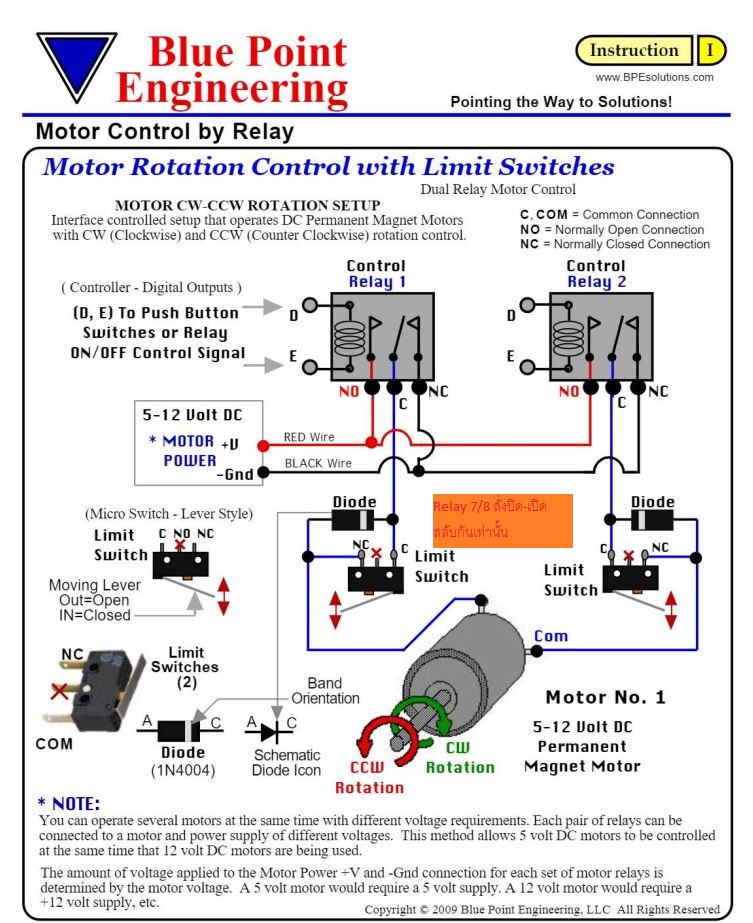 Blue Point
Engineering
Instruction I
www.BPEsolutions.com
Pointing the Way to Solutions!
Motor Control by Relay
Motor Rotation Control with Limit Switches
Dual Relay Motor Control
MOTOR CW-CCW ROTATION SETUP
Interface controlled setup that operates DC Permanent Magnet Motors
with CW (Clockwise) and CCW (Counter Clockwise) rotation control.
C, COM = Common Connection
NO = Normally Open Connection
NC = Normally Closed Connection
Control
Relay 1
Control
Relay 2
( Controller - Digital Outputs )
(D, E) To Push Button
Switches or Relay
ON/OFF Control Signal
D
E
D
E
NO
C
NC
NO
C
NC
5-12 Volt DC
* MOTOR +V
POWER
-Gnd
RED Wire
BLACK Wire
Relay 7/8 สั่งปิด-เปิด
สลับกันเท่านั้น
Diode
Diode
(Micro Switch - Lever Style)
Limit
Switch
C NO NC
NC
C
Limit
Switch
C
NC
Limit
Switch
Moving Lever
Out=Open
IN=Closed
NC
COM
Limit
Switches
(2)
Band
Orientation
A
C
Diode
(1N4004)
A
C
Schematic
Diode Icon
Com
Motor No. 1
5-12 Volt DC
Permanent
Magnet Motor
CW
Rotation
CCW
Rotation
* NOTE:
You can operate several motors at the same time with different voltage requirements. Each pair of relays can be
connected to a motor and power supply of different voltages. This method allows 5 volt DC motors to be controlled
at the same time that 12 volt DC motors are being used.
The amount of voltage applied to the Motor Power +V and -Gnd connection for each set of motor relays is
determined by the motor voltage. A 5 volt motor would require a 5 volt supply. A 12 volt motor would require a
+12 volt supply, etc.
Copyright © 2009 Blue Point Engineering, LLC All Rights Reserved